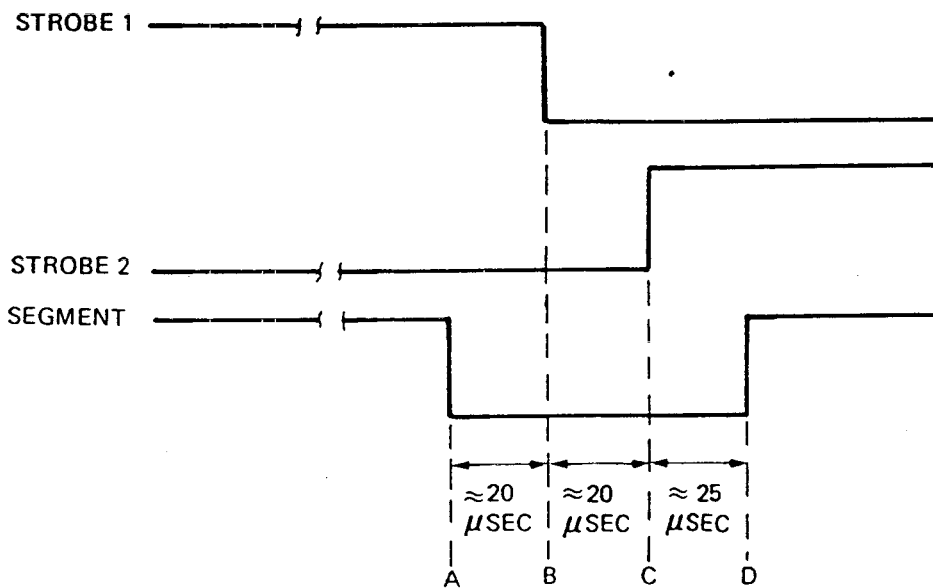 STROBE 1
STROBE 2
SEGMENT
≈20 μSEC
≈20 μSEC
≈25 μSEC
A B C D